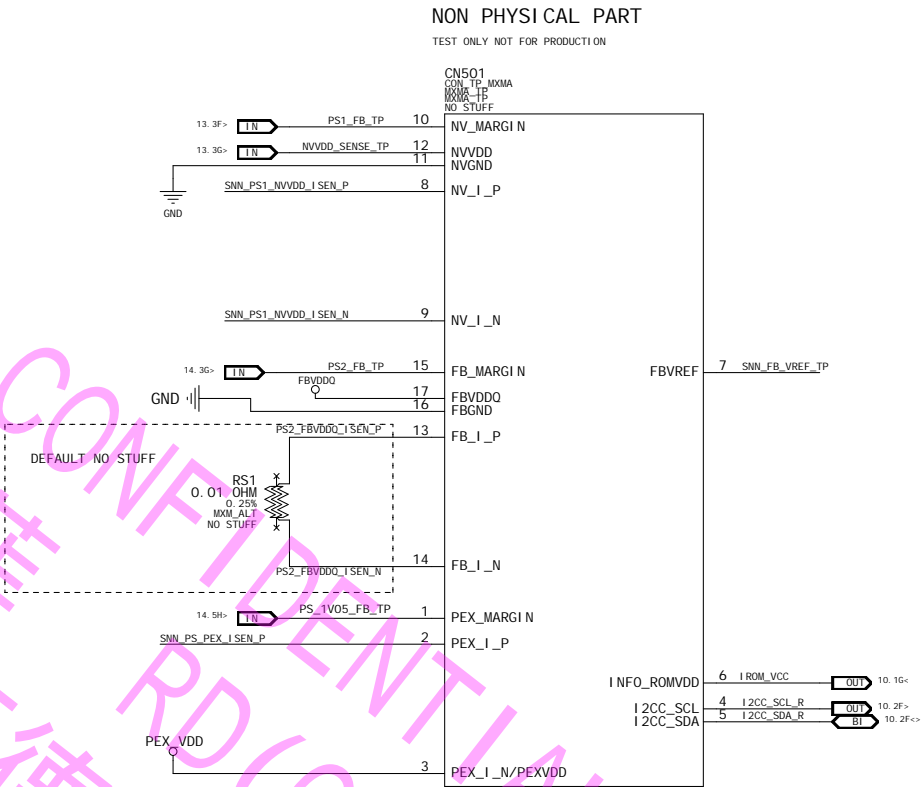 NON PHYSICAL PART
TEST ONLY NOT FOR PRODUCTION
CN501
CON_TP_MXMA
MXMA_TP
MXMA_TP
NO STUFF
13.3F> IN PS1_FB_TP 10 NV_MARGIN
13.3G> IN NVVDD_SENSE_TP 12 NVVDD
11 NVGND
GND
SNN_PS1_NVVDD_ISEN_P 8 NV_I_P
SNN_PS1_NVVDD_ISEN_N 9 NV_I_N
14.3G> IN PS2_FB_TP 15 FB_MARGIN
FBVREF 7 SNN_FB_VREF_TP
FBVDDQ 17 FBVDDQ
GND 16 FBGND
PS2_FBVDDQ_ISEN_P 13 FB_I_P
DEFAULT NO STUFF
RS1
0.01 OHM
0.25%
MXM_ALT
NO STUFF
PS2_FBVDDQ_ISEN_N 14 FB_I_N
14.5H> IN PS_1V05_FB_TP 1 PEX_MARGIN
SNN_PS_PEX_ISEN_P 2 PEX_I_P
INFO_ROMVDD 6 IROM_VCC OUT 10.1G<
I2CC_SCL 4 I2CC_SCL_R OUT 10.2F>
I2CC_SDA 5 I2CC_SDA_R BI 10.2F<>
PEX_VDD
3 PEX_I_N/PEXVDD
CONFIDENTIAL
RD(